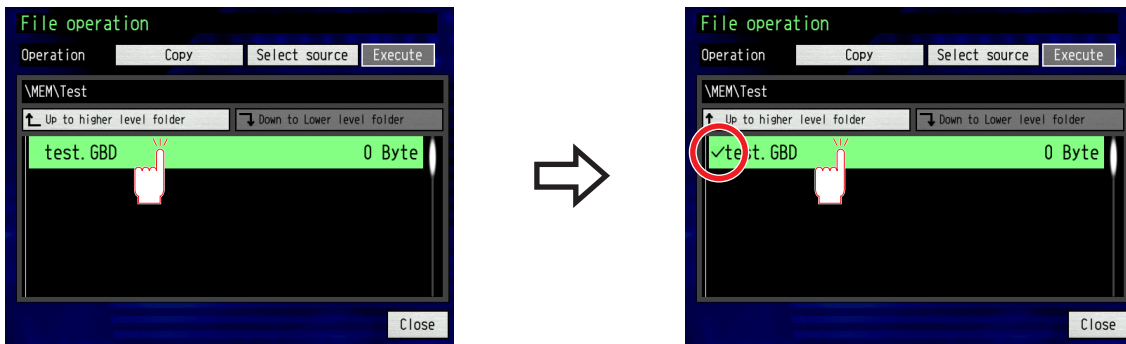 File operation
Operation Copy Select source Execute
\MEM\Test
Up to higher level folder Down to Lower level folder
test.GBD 0 Byte
Close
File operation
Operation Copy Select source Execute
\MEM\Test
Up to higher level folder Down to Lower level folder
✓test.GBD 0 Byte
Close